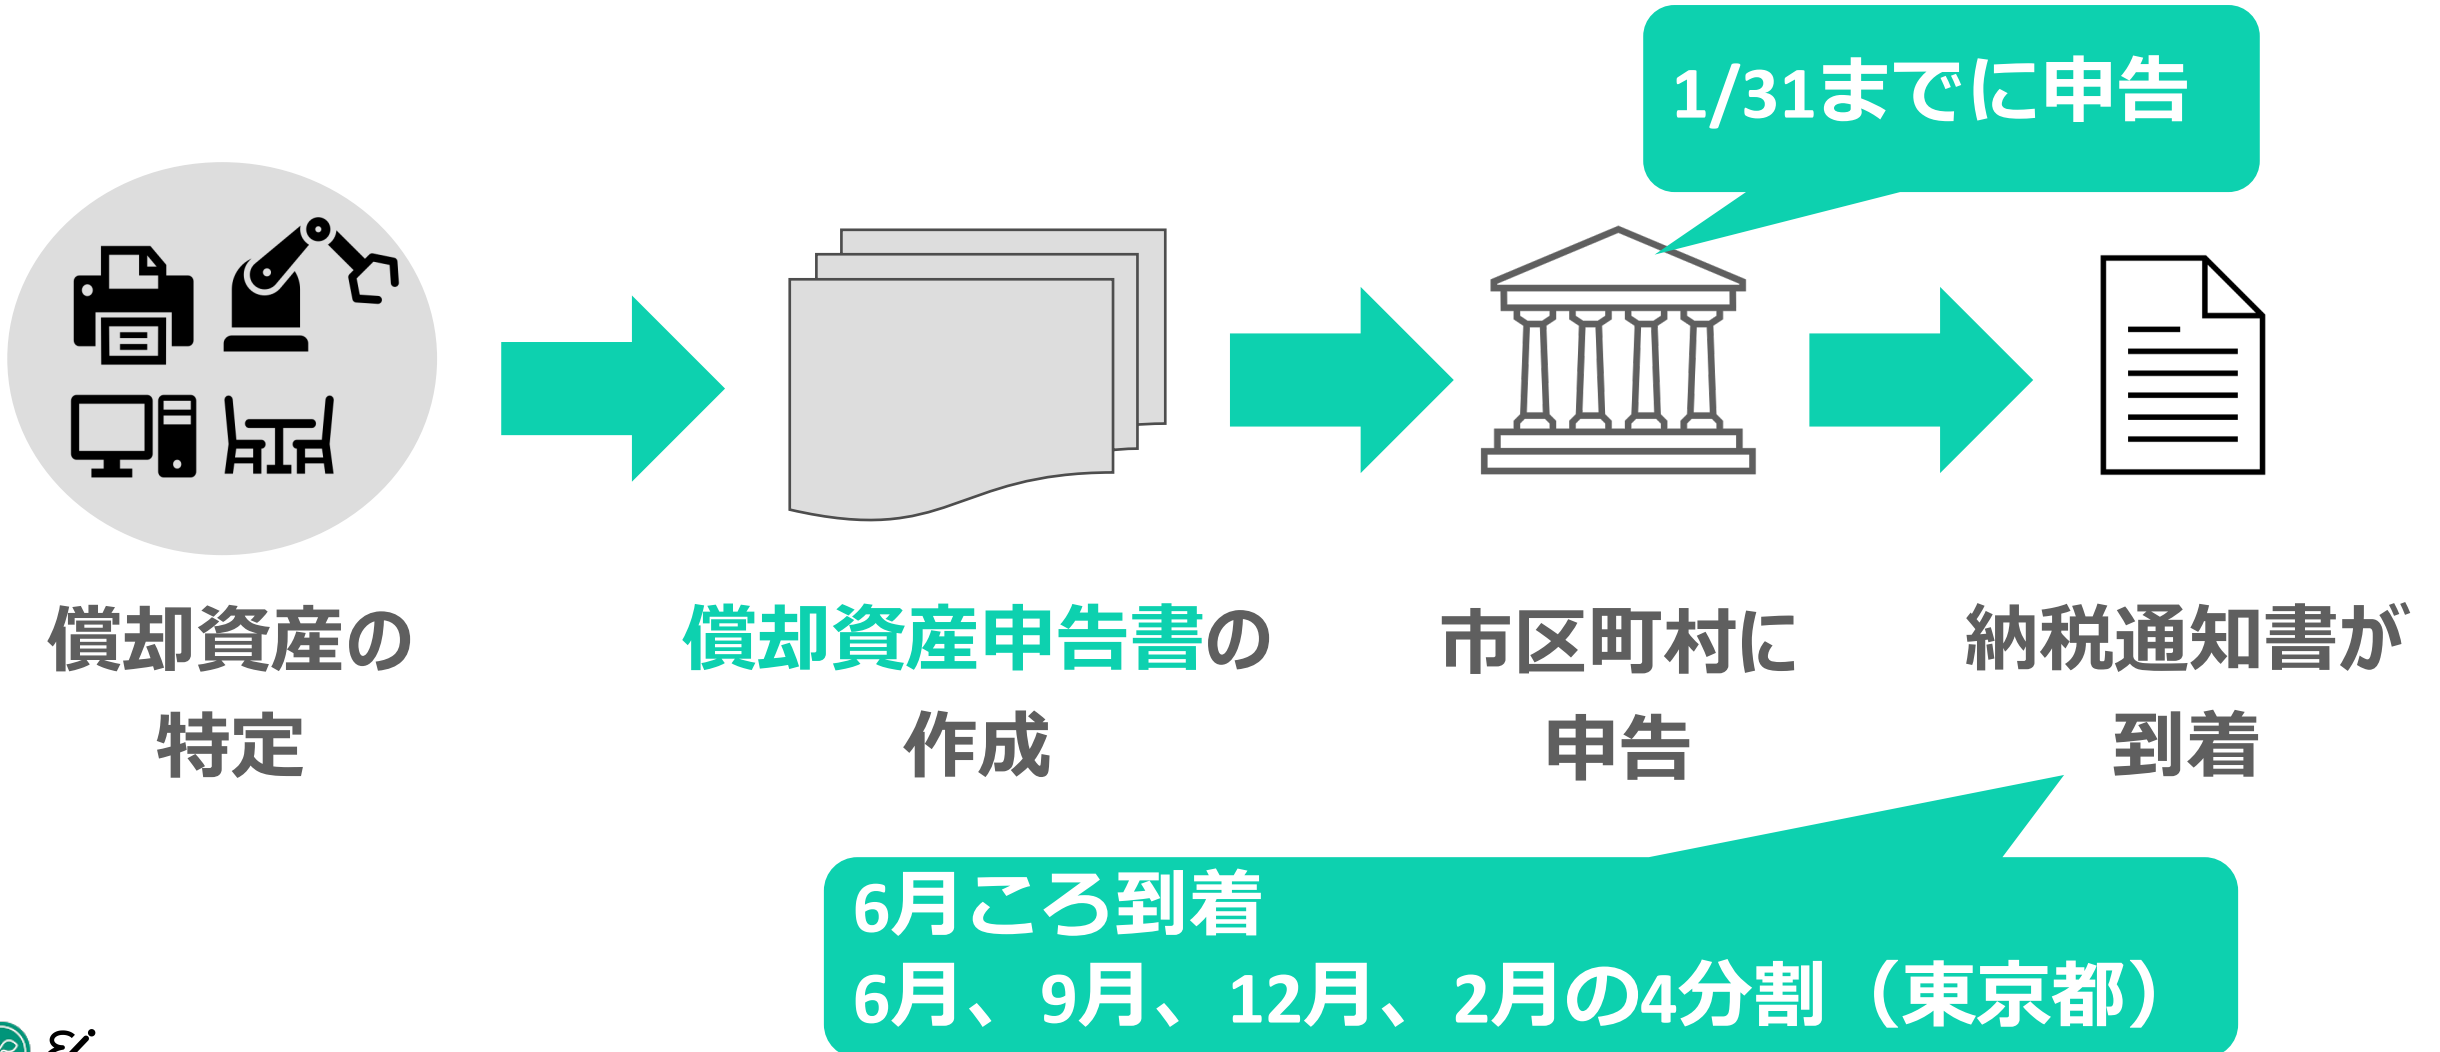 1/31までに申告
償却資産の
特定
償却資産申告書の
作成
市区町村に
申告
納税通知書が
到着
6月ころ到着
6月、9月、12月、2月の4分割（東京都）